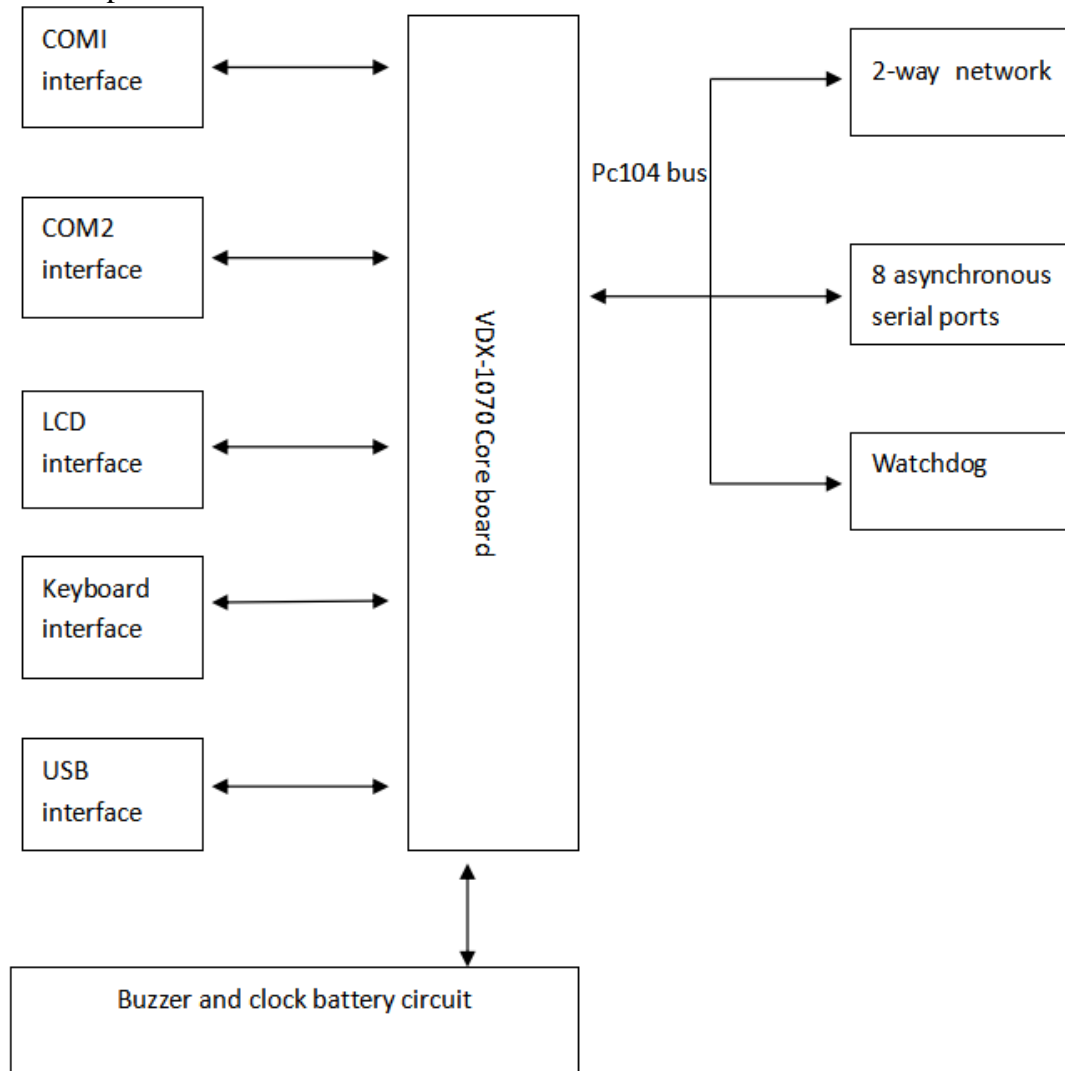 COMI
interface
COM2
interface
LCD
interface
Keyboard
interface
USB
interface
VDX-1070 Core board
Pc104 bus
2-way network
8 asynchronous
serial ports
Watchdog
Buzzer and clock battery circuit